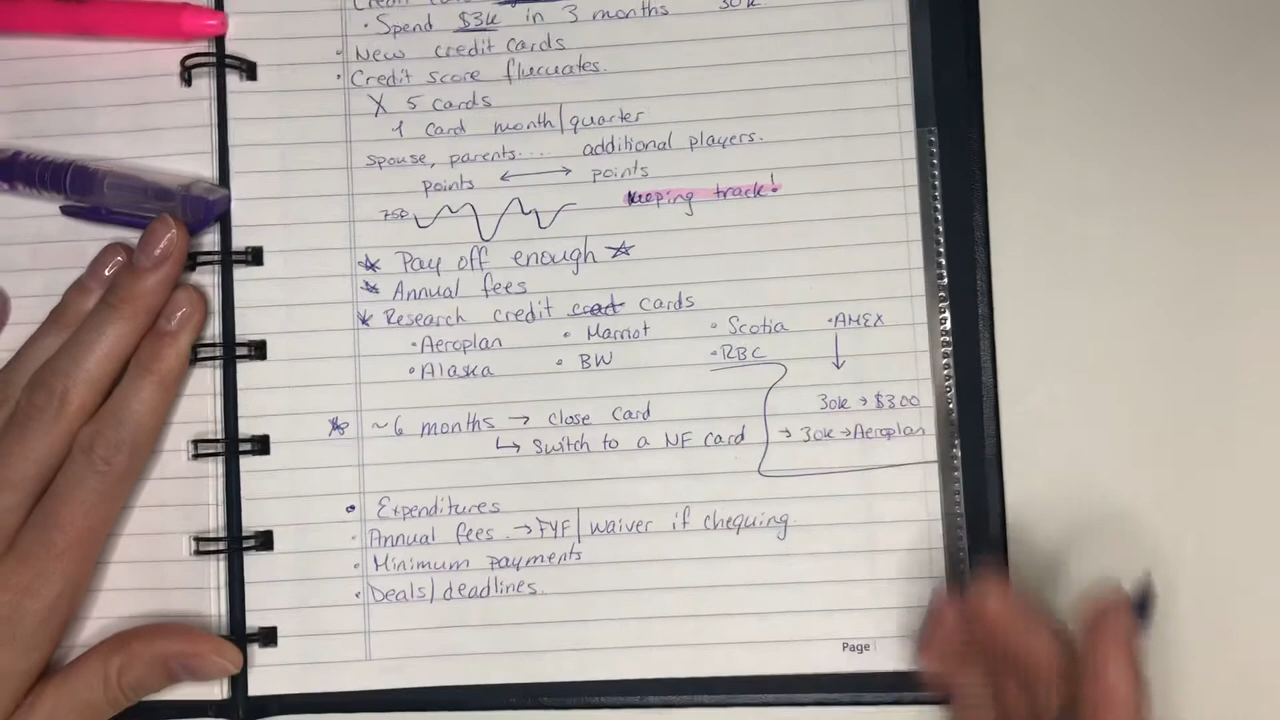 • Spend $3k in 3 months 30k
• New credit cards
• Credit score flucuates.
X 5 cards
1 card month/quarter
spouse, parents.... additional players.
points ↔ points
750
keeping track!
☆ Pay off enough ☆
☆ Annual fees
☆ Research credit cards
• Aeroplan • Marriot • Scotia • AMEX
• Alaska • BW • RBC
30k → $300
→ 30k → Aeroplan
☆ ~6 months → close card
↳ Switch to a NF card
• Expenditures
• Annual fees. → FYF/waiver if chequing.
• Minimum payments
• Deals/deadlines.
Page